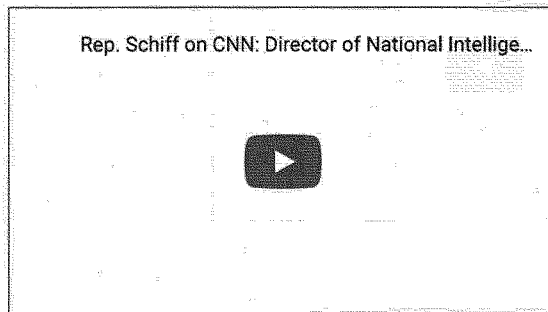 Rep. Schiff on CNN: Director of National Intellige...